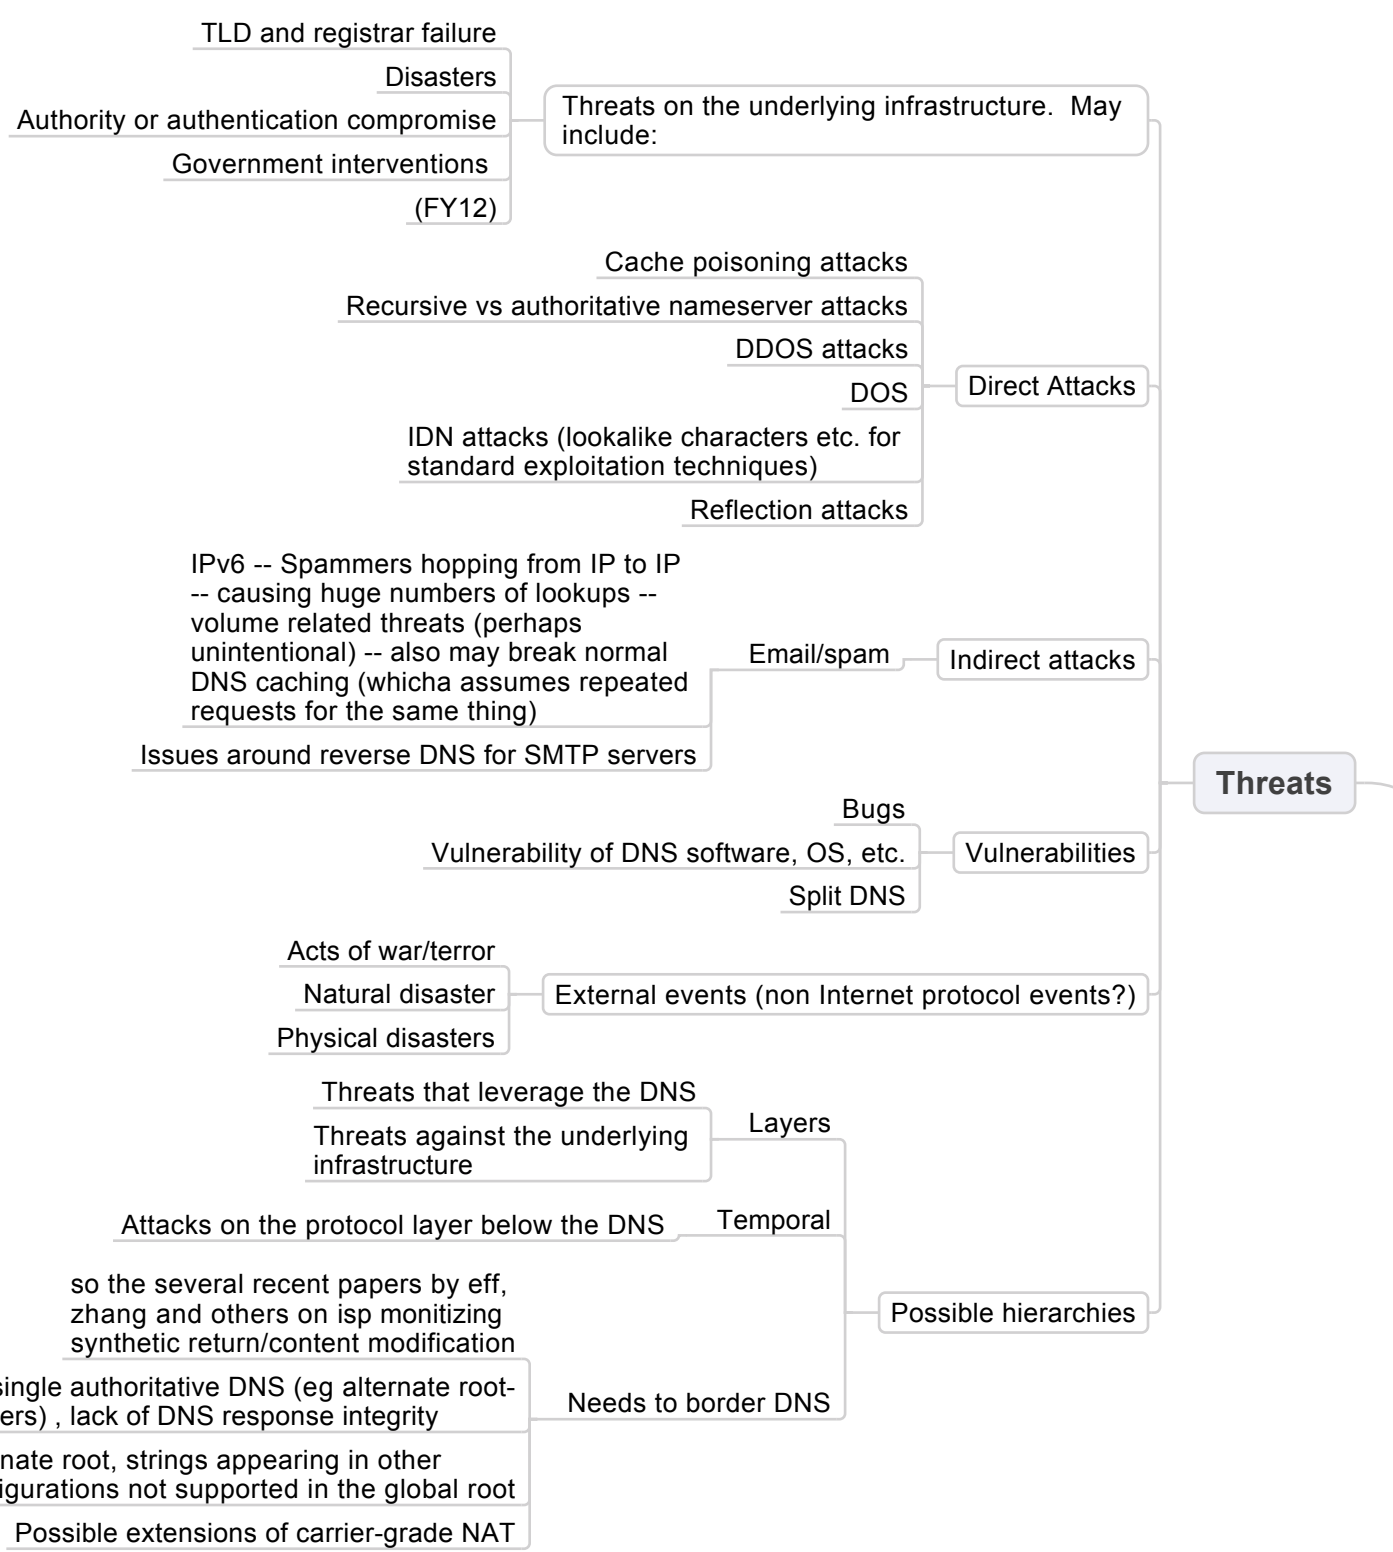 TLD and registrar failure
Disasters
Authority or authentication compromise
Government interventions
(FY12)
Threats on the underlying infrastructure.  May
include:
Cache poisoning attacks
Recursive vs authoritative nameserver attacks
DDOS attacks
DOS
IDN attacks (lookalike characters etc. for
standard exploitation techniques)
Reflection attacks
Direct Attacks
IPv6 -- Spammers hopping from IP to IP
-- causing huge numbers of lookups --
volume related threats (perhaps
unintentional) -- also may break normal
DNS caching (whicha assumes repeated
requests for the same thing)
Issues around reverse DNS for SMTP servers
Email/spam
Indirect attacks
Threats
Bugs
Vulnerability of DNS software, OS, etc.
Split DNS
Vulnerabilities
Acts of war/terror
Natural disaster
Physical disasters
External events (non Internet protocol events?)
Threats that leverage the DNS
Threats against the underlying
infrastructure
Layers
Attacks on the protocol layer below the DNS
Temporal
Possible hierarchies
so the several recent papers by eff,
zhang and others on isp monitizing
synthetic return/content modification
single authoritative DNS (eg alternate root-
ers) , lack of DNS response integrity
nate root, strings appearing in other
igurations not supported in the global root
Possible extensions of carrier-grade NAT
Needs to border DNS